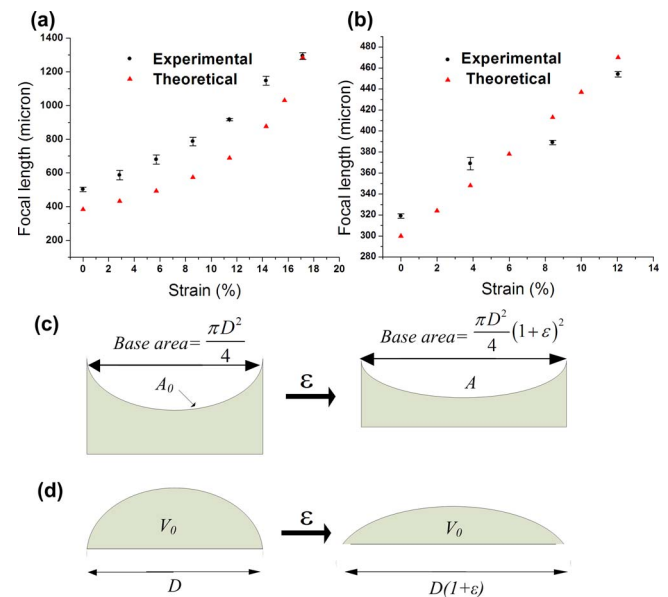 (a)
Experimental
Theoretical
1400
1200
1000
800
600
400
200
Focal length (micron)
0 2 4 6 8 10 12 14 16 18 20
Strain (%)
(b)
Experimental
Theoretical
480
460
440
420
400
380
360
340
320
300
280
Focal length (micron)
0 2 4 6 8 10 12 14
Strain (%)
(c)
Base area= πD²/4
A₀
ε
Base area= πD²/4 (1+ε)²
A
(d)
V₀
D
ε
V₀
D(1+ε)